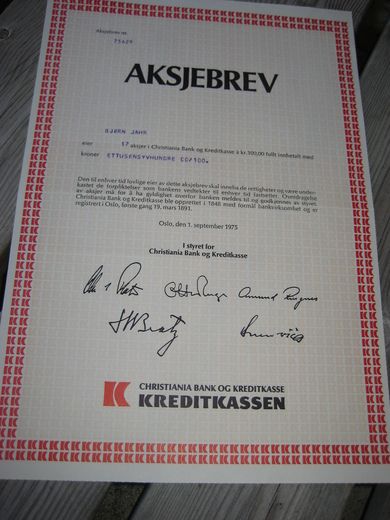 Aksjebrev nr.
75629
AKSJEBREV
BJØRN JAHR
eier 17 aksjer i Christiania Bank og Kreditkasse à kr.100,00 fullt innbetalt med
kroner ETTUSENSYVHUNDRE 00/100.
Den til enhver tid lovlige eier av dette aksjebrev skal inneha de rettigheter og være under-
kastet de forpliktelser som bankens vedtekter til enhver tid fastsetter. Overdragelse
av aksjer må for å ha gyldighet overfor banken meldes til og godkjennes av styret.
Christiania Bank og Kreditkasse ble opprettet i 1848 med formål bankvirksomhet og er
registrert i Oslo, første gang 19. mars 1891.
Oslo, den 1. september 1975
I styret for
Christiania Bank og Kreditkasse
CHRISTIANIA BANK OG KREDITKASSE
KREDITKASSEN